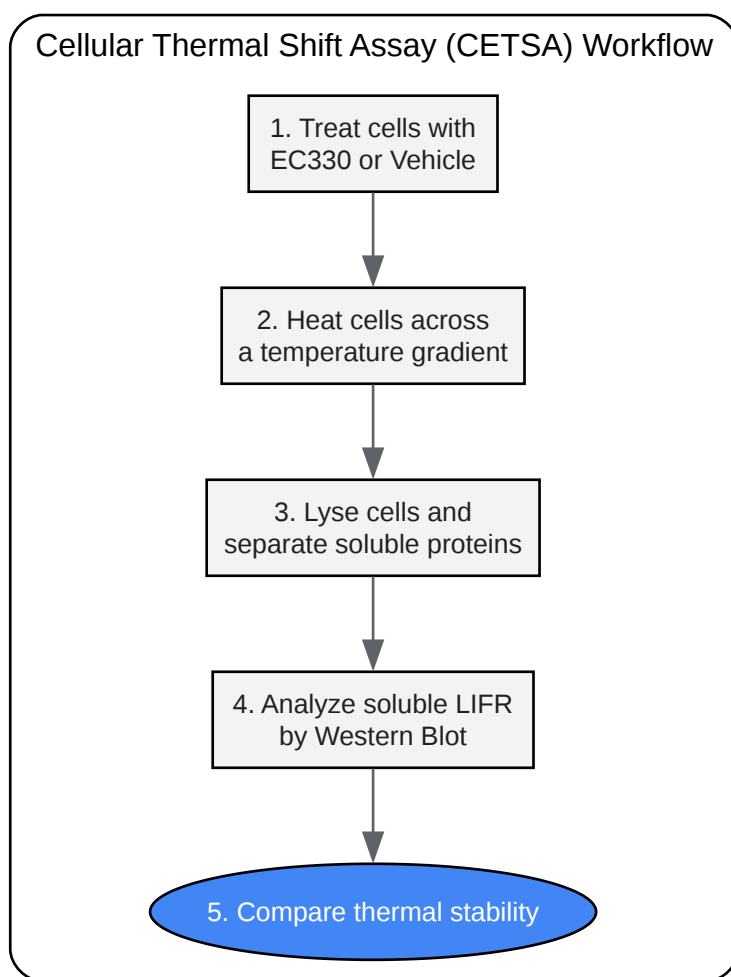 Cellular Thermal Shift Assay (CETSA) Workflow
1. Treat cells with
EC330 or Vehicle
2. Heat cells across
a temperature gradient
3. Lyse cells and
separate soluble proteins
4. Analyze soluble LIFR
by Western Blot
5. Compare thermal stability